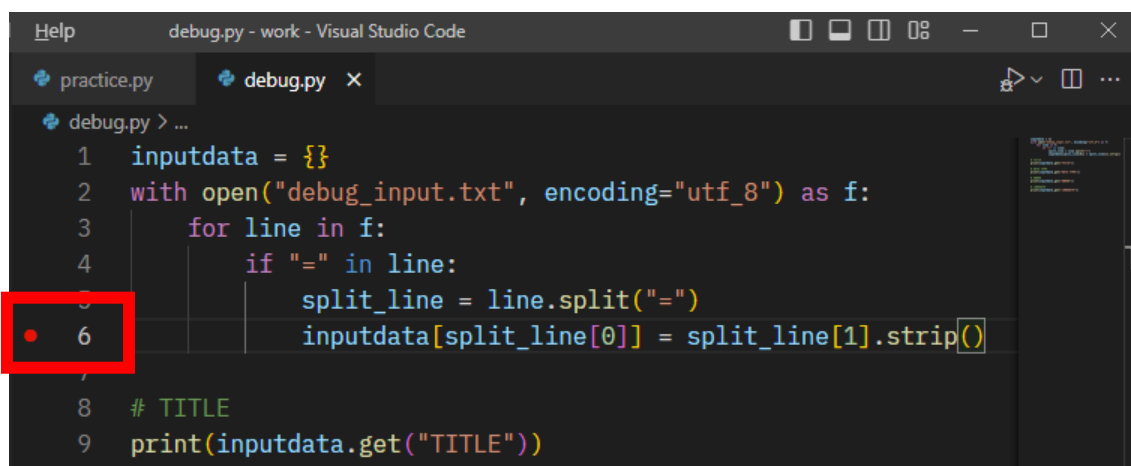 Help debug.py - work - Visual Studio Code
practice.py debug.py
debug.py > ...
1 inputdata = {}
2 with open("debug_input.txt", encoding="utf_8") as f:
3 for line in f:
4 if "=" in line:
5 split_line = line.split("=")
6 inputdata[split_line[0]] = split_line[1].strip()
7
8 # TITLE
9 print(inputdata.get("TITLE"))